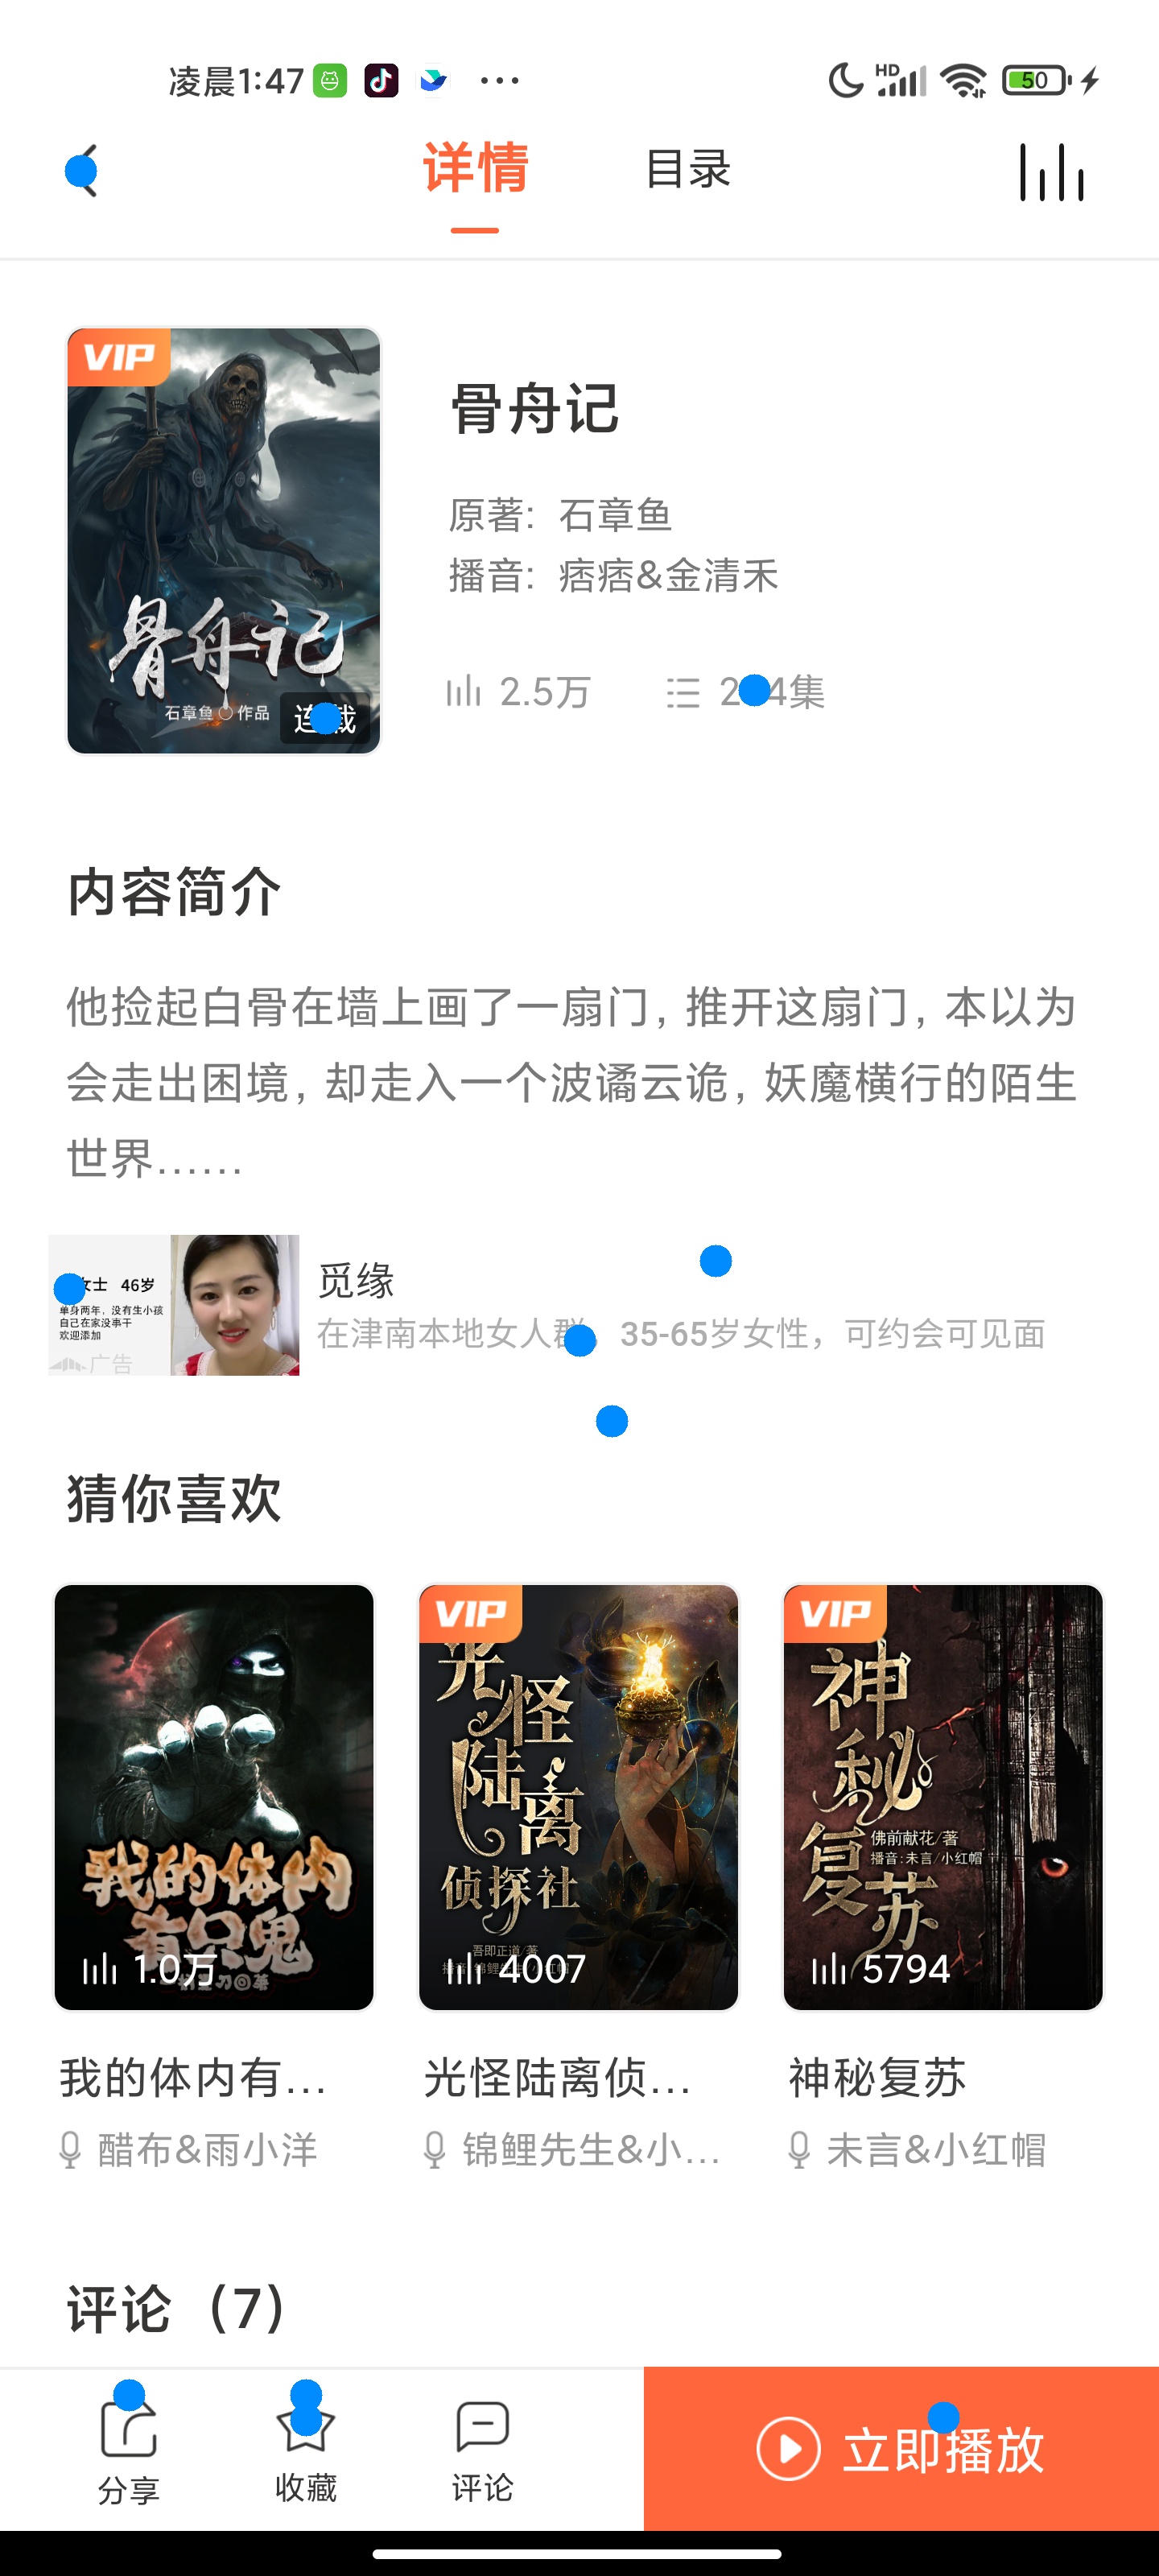 凌晨1:47
HD
50
详情
目录
VIP
骨舟记
石章鱼 作品
骨舟记
原著: 石章鱼
播音: 痞痞&金清禾
2.5万
内容简介
他捡起白骨在墙上画了一扇门, 推开这扇门, 本以为
会走出困境, 却走入一个波谲云诡, 妖魔横行的陌生
世界......
女士 46岁
单身两年，没有生小孩
自己在家没事干
欢迎添加
广告
觅缘
在津南本地女人群 35-65岁女性，可约会可见面
猜你喜欢
我的体内
有只鬼
1.0万
VIP
光怪
陆离
侦探社
吾即正道/著
4007
VIP
神秘
复苏
佛前献花/著
播音:未言/小红帽
5794
我的体内有...
光怪陆离侦...
神秘复苏
醋布&雨小洋
锦鲤先生&小...
未言&小红帽
评论（7）
分享
收藏
评论
立即播放